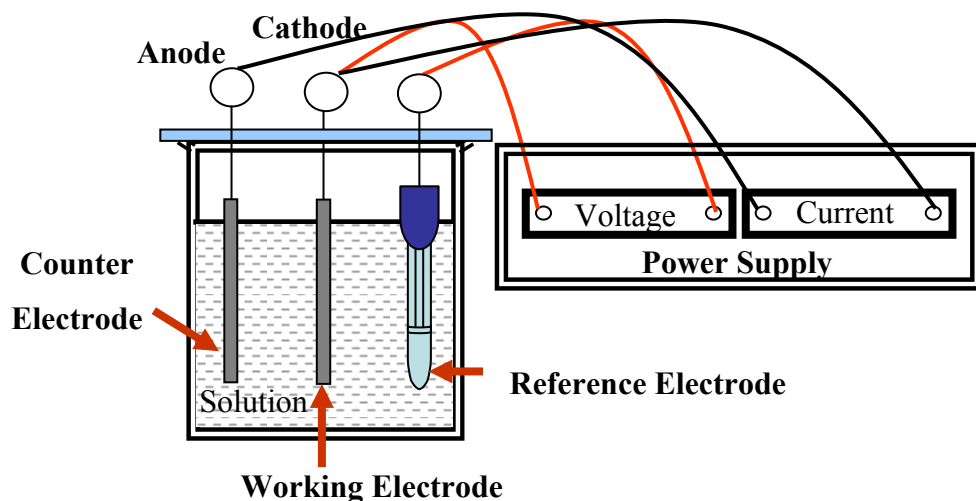 Cathode
Anode
Voltage
Current
Power Supply
Counter
Electrode
Reference Electrode
Solution
Working Electrode